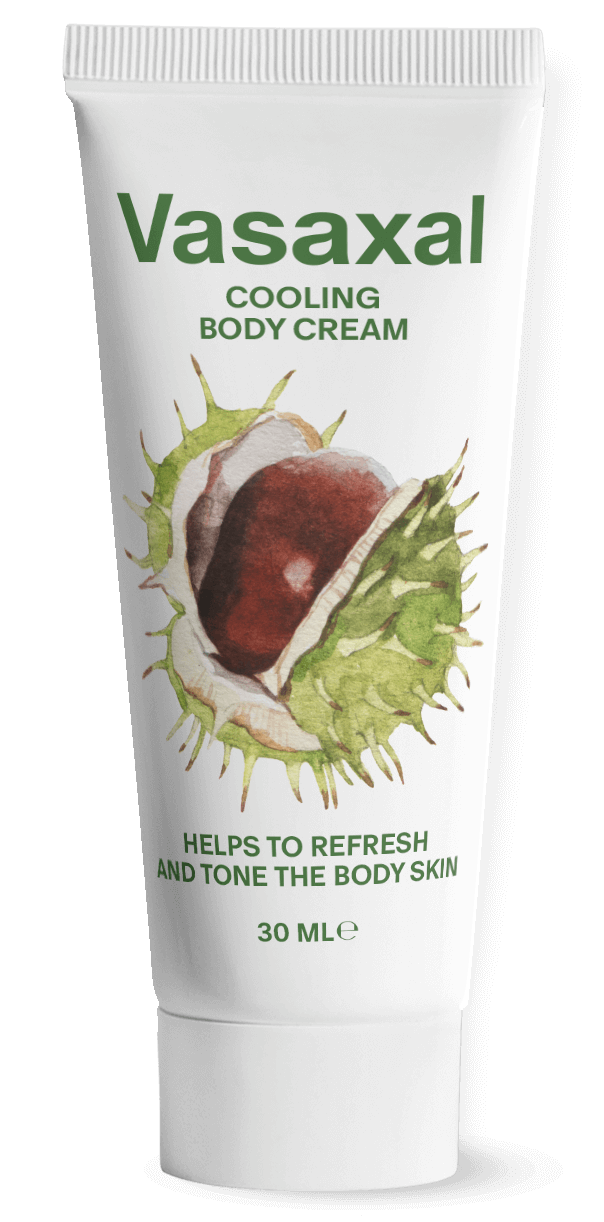 Vasaxal
COOLING
BODY CREAM
HELPS TO REFRESH
AND TONE THE BODY SKIN
30 ML℮